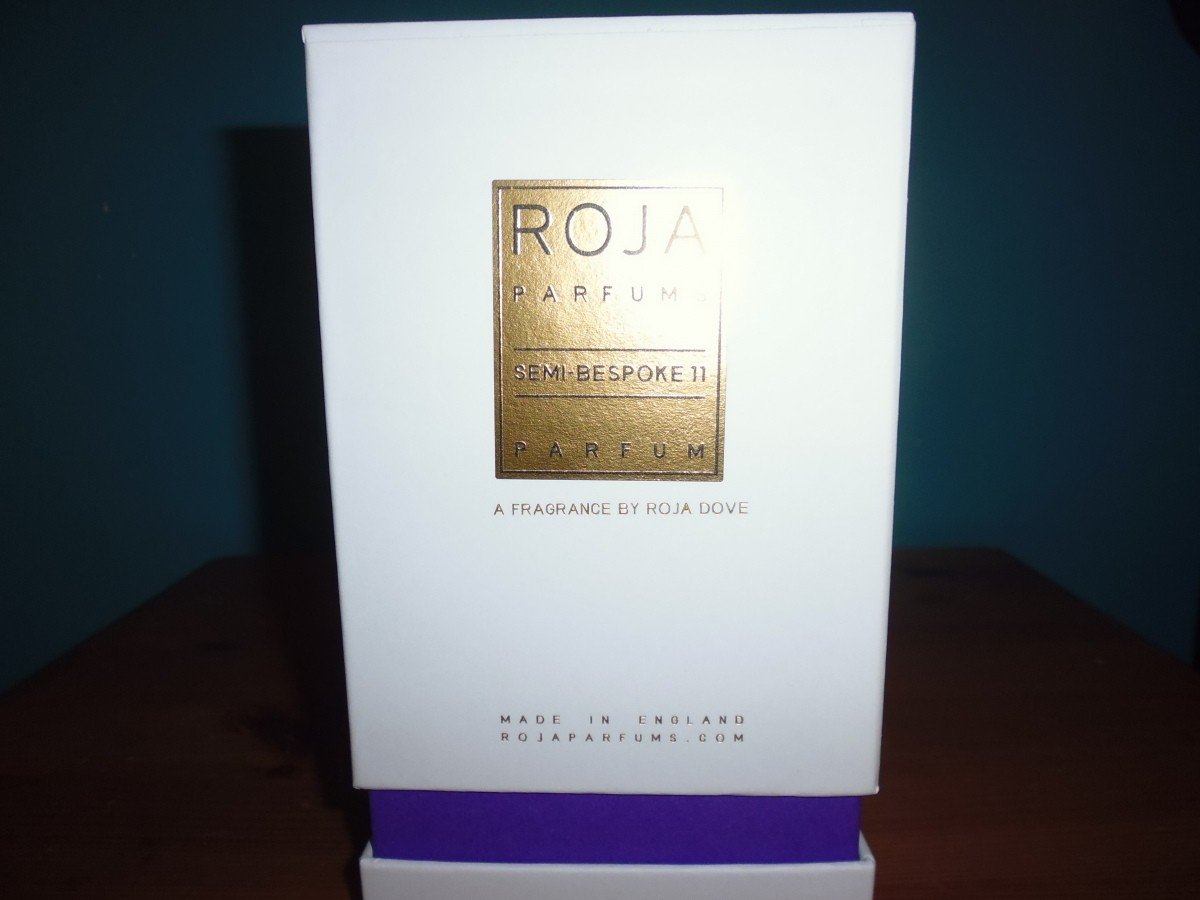 ROJA
PARFUMS
SEMI-BESPOKE 11
PARFUM
A FRAGRANCE BY ROJA DOVE
MADE IN ENGLAND
ROJAPARFUMS.COM